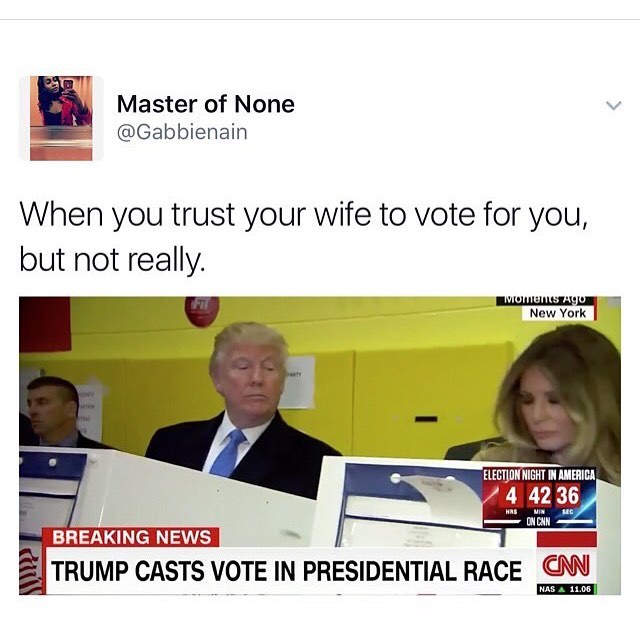 Master of None
@Gabbienain
When you trust your wife to vote for you,
but not really.
Moments Ago
New York
ELECTION NIGHT IN AMERICA
4 42 36
HRS MIN SEC
ON CNN
BREAKING NEWS
TRUMP CASTS VOTE IN PRESIDENTIAL RACE
CNN
NAS ▲ 11.06